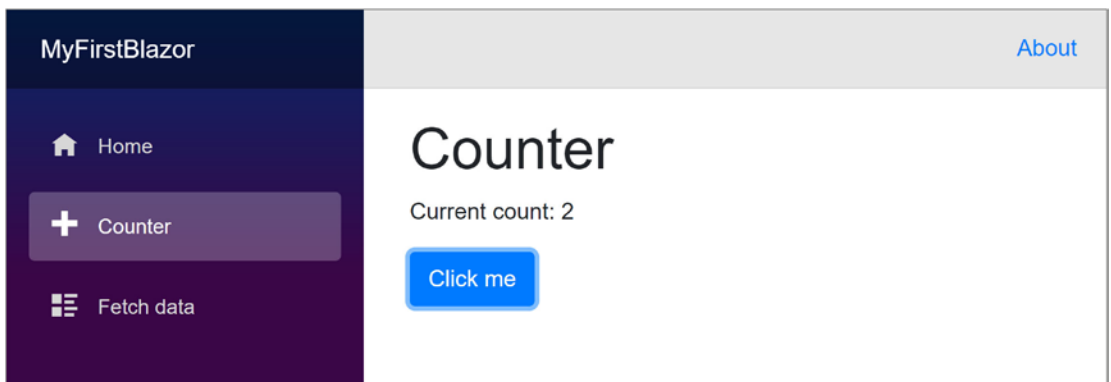 MyFirstBlazor
About
Home
Counter
Fetch data
Counter
Current count: 2
Click me